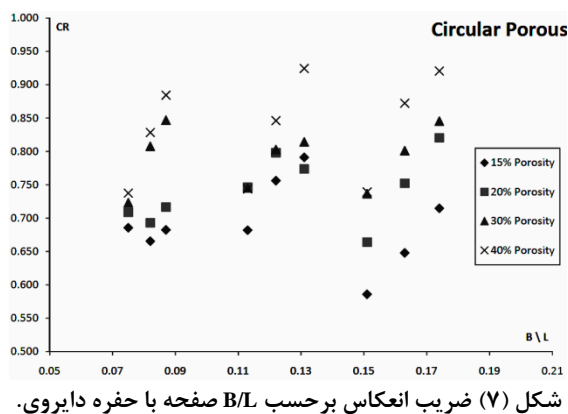 1.000
CR
Circular Porous
0.950
0.900
0.850
0.800
0.750
0.700
0.650
0.600
0.550
0.500
15% Porosity
20% Porosity
30% Porosity
40% Porosity
B \ L
0.05 0.07 0.09 0.11 0.13 0.15 0.17 0.19 0.21
شکل (۷) ضریب انعکاس برحسب B/L صفحه با حفره دایروی.